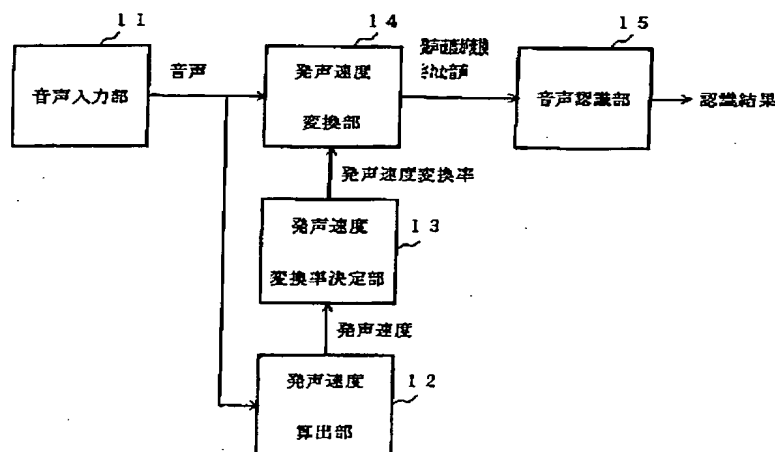 11
14
15
音声入力部
音声
発声速度
変換部
音声認識部
認識結果
発声速度変換率
13
発声速度
変換率決定部
発声速度
12
発声速度
算出部